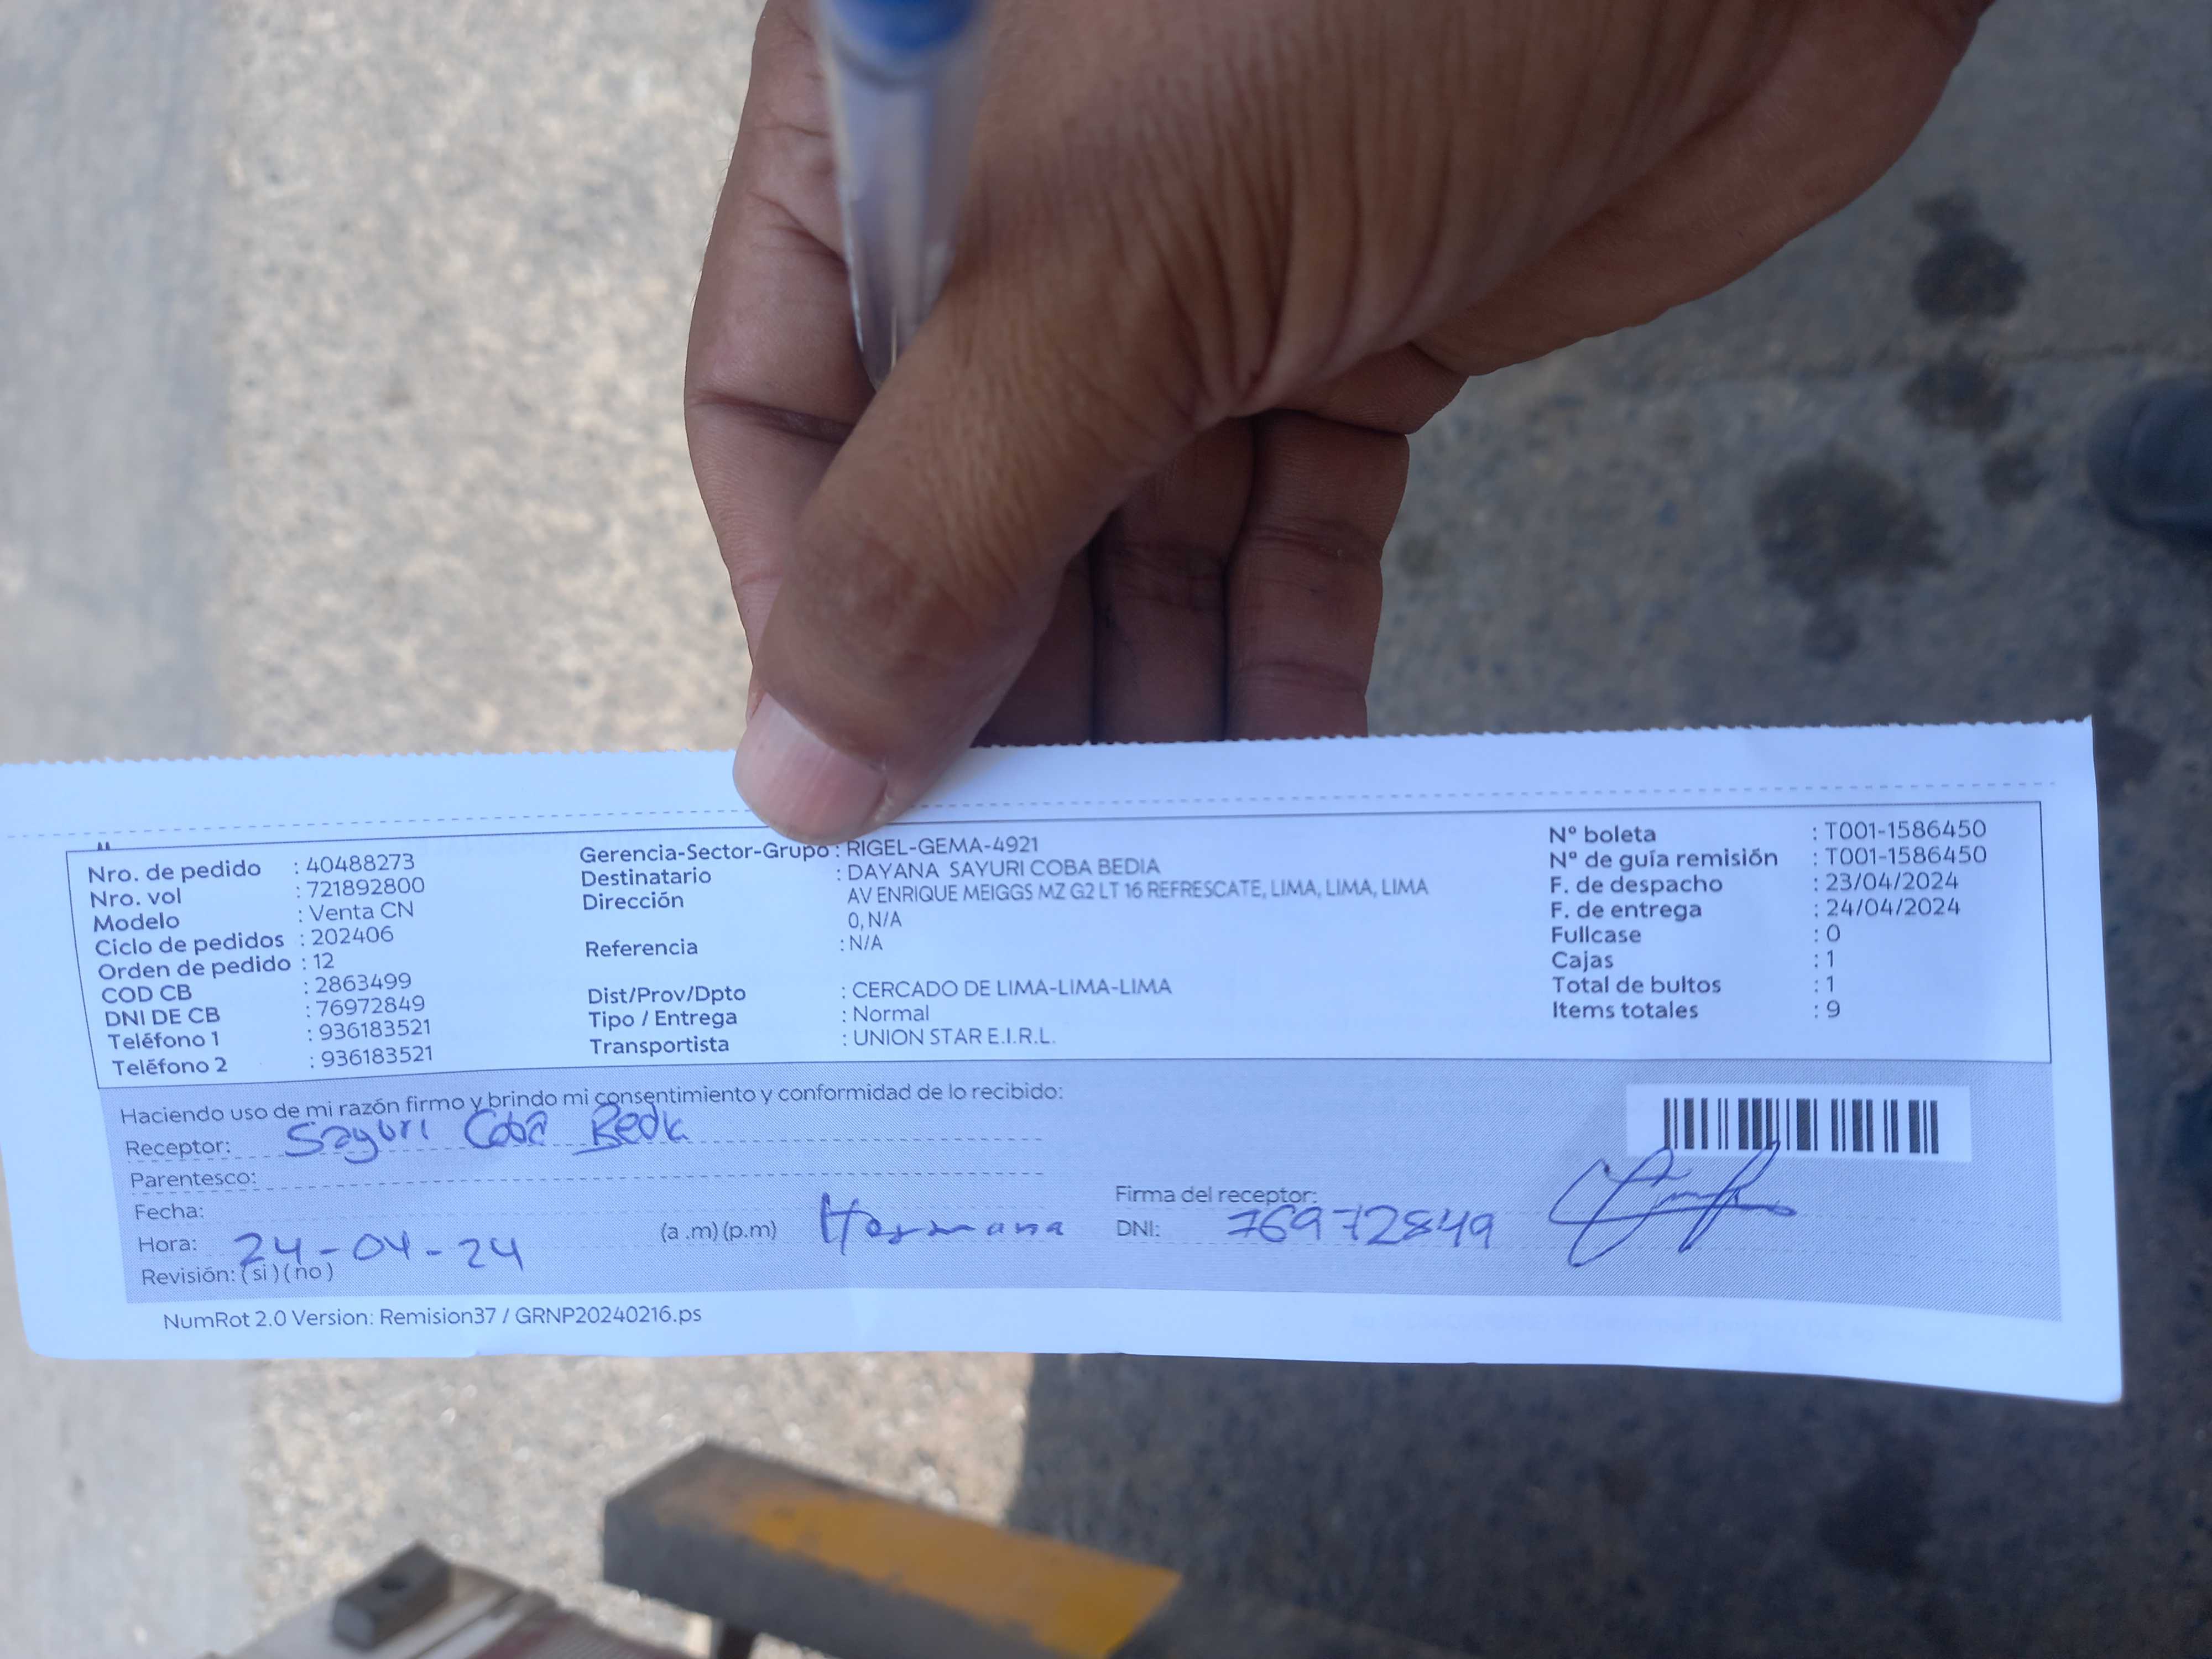 Nro. de pedido : 40488273
Nro. vol : 721892800
Modelo : Venta CN
Ciclo de pedidos : 202406
Orden de pedido : 12
COD CB : 2863499
DNI DE CB : 76972849
Teléfono 1 : 936183521
Teléfono 2 : 936183521
Gerencia-Sector-Grupo : RIGEL-GEMA-4921
Destinatario : DAYANA SAYURI COBA BEDIA
Dirección AV ENRIQUE MEIGGS MZ G2 LT 16 REFRESCATE, LIMA, LIMA, LIMA
0, N/A
Referencia : N/A
Dist/Prov/Dpto : CERCADO DE LIMA-LIMA-LIMA
Tipo / Entrega : Normal
Transportista : UNION STAR E.I.R.L.
Nº boleta : T001-1586450
Nº de guía remisión : T001-1586450
F. de despacho : 23/04/2024
F. de entrega : 24/04/2024
Fullcase : 0
Cajas : 1
Total de bultos : 1
Items totales : 9
Haciendo uso de mi razón firmo y brindo mi consentimiento y conformidad de lo recibido:
Receptor: Sayuri Coba Bedia
Parentesco:
Fecha:
Hora: 24-04-24 (a .m) (p.m) Hermana
Revisión: ( si ) ( no )
Firma del receptor:
DNI: 76972849
NumRot 2.0 Version: Remision37 / GRNP20240216.ps